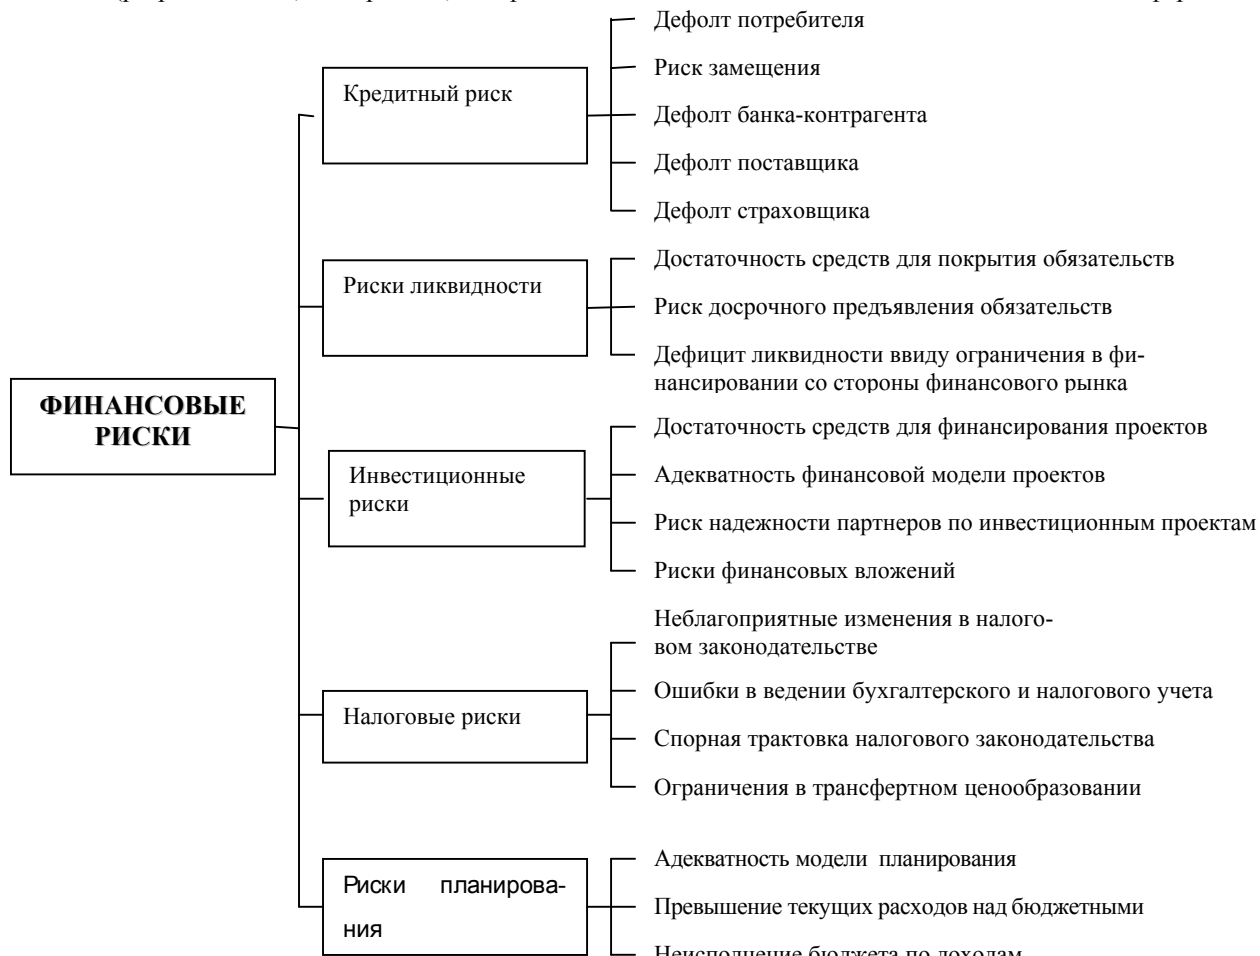 Дефолт потребителя
Кредитный риск
Риск замещения
Дефолт банка-контрагента
Дефолт поставщика
Дефолт страховщика
Риски ликвидности
Достаточность средств для покрытия обязательств
Риск досрочного предъявления обязательств
Дефицит ликвидности ввиду ограничения в фи-
нансировании со стороны финансового рынка
ФИНАНСОВЫЕ
РИСКИ
Инвестиционные
риски
Достаточность средств для финансирования проектов
Адекватность финансовой модели проектов
Риск надежности партнеров по инвестиционным проектам
Риски финансовых вложений
Налоговые риски
Неблагоприятные изменения в налого-
вом законодательстве
Ошибки в ведении бухгалтерского и налогового учета
Спорная трактовка налогового законодательства
Ограничения в трансфертном ценообразовании
Риски планирова-
ния
Адекватность модели планирования
Превышение текущих расходов над бюджетными
Неисполнение бюджета по доходам